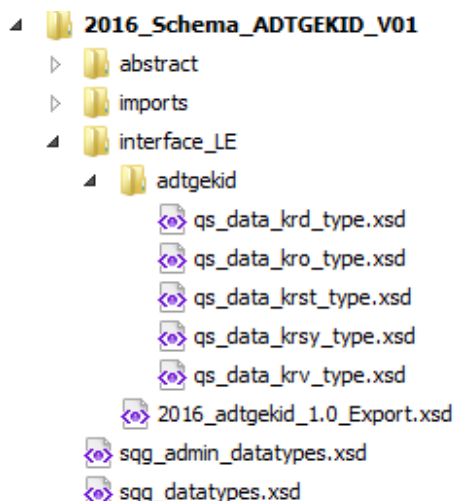 2016_Schema_ADTGEKID_V01
abstract
imports
interface_LE
adtgekid
qs_data_krd_type.xsd
qs_data_kro_type.xsd
qs_data_krst_type.xsd
qs_data_krsy_type.xsd
qs_data_krv_type.xsd
2016_adtgekid_1.0_Export.xsd
sqg_admin_datatypes.xsd
sqg_datatypes.xsd